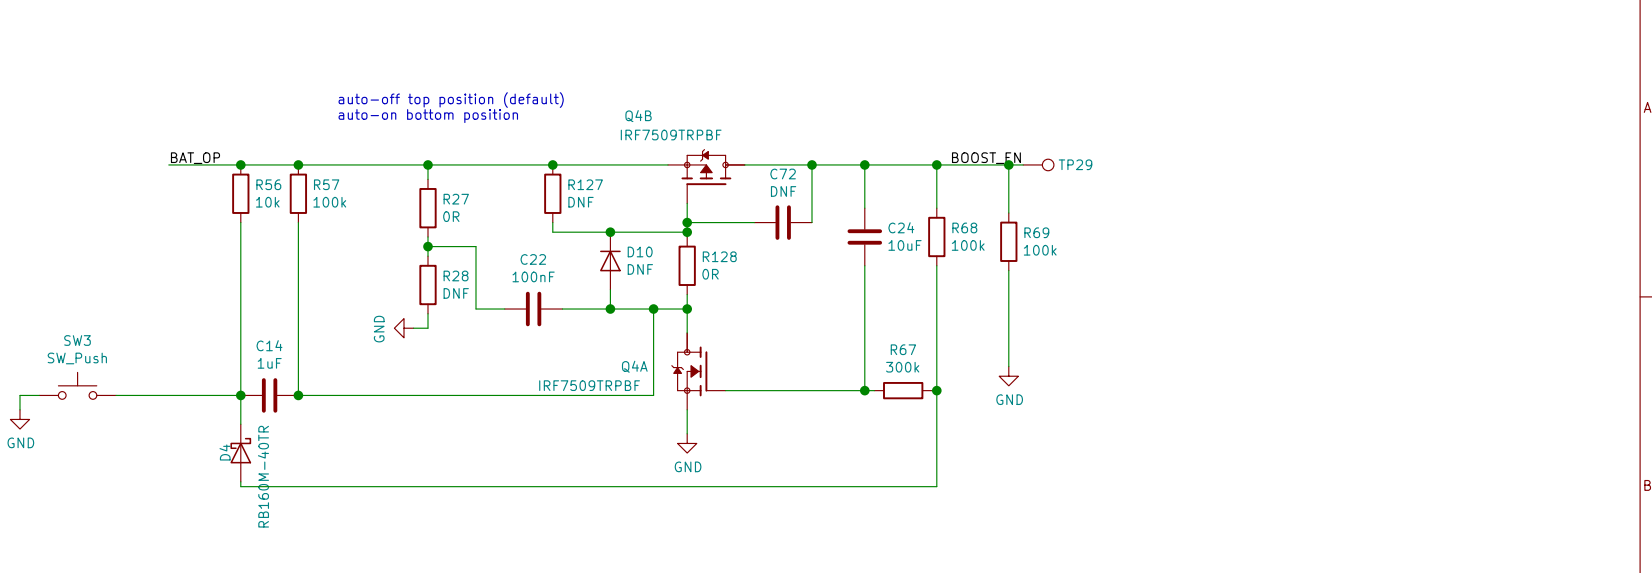 A
auto-off top position (default)
auto-on bottom position
Q4B
IRF7509TRPBF
BAT_OP
BOOST_EN
TP29
C72
DNF
R56
10k
R57
100k
R27
0R
R127
DNF
C24
10uF
R68
100k
R69
100k
D10
DNF
R128
0R
C22
100nF
R28
DNF
GND
SW3
SW_Push
C14
1uF
Q4A
IRF7509TRPBF
R67
300k
GND
GND
D4
RB160M-40TR
GND
B